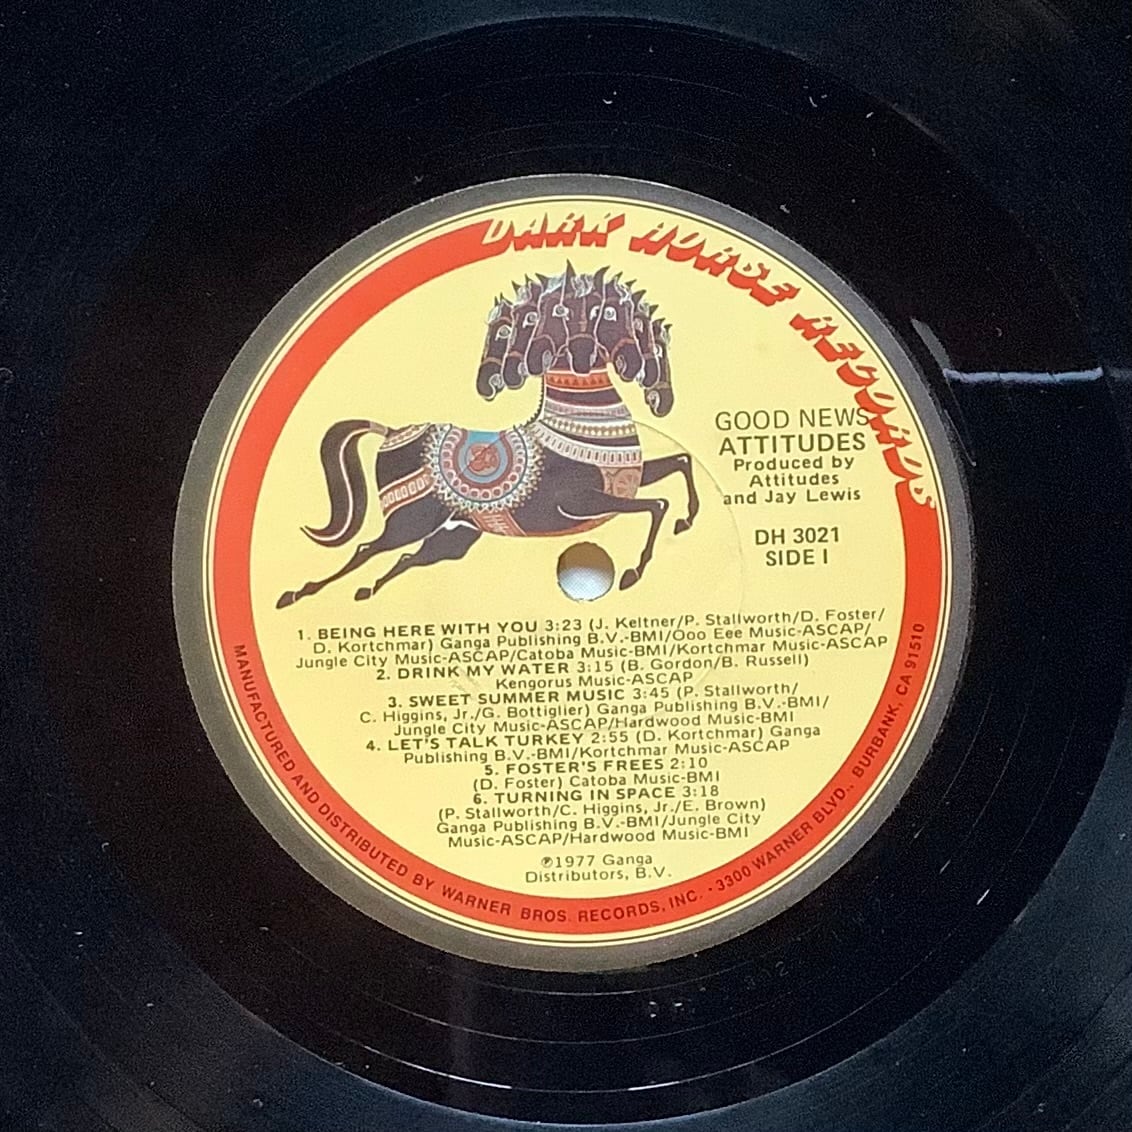 DARK HORSE RECORDS
GOOD NEWS
ATTITUDES
Produced by
Attitudes
and Jay Lewis
DH 3021
SIDE I
1. BEING HERE WITH YOU 3:23 (J. Keltner/P. Stallworth/D. Foster/
D. Kortchmar) Ganga Publishing B.V.-BMI/Ooo Eee Music-ASCAP/
Jungle City Music-ASCAP/Catoba Music-BMI/Kortchmar Music-ASCAP
2. DRINK MY WATER 3:15 (B. Gordon/B. Russell)
Kengorus Music-ASCAP
3. SWEET SUMMER MUSIC 3:45 (P. Stallworth/
C. Higgins, Jr./G. Bottiglier) Ganga Publishing B.V.-BMI/
Jungle City Music-ASCAP/Hardwood Music-BMI
4. LET'S TALK TURKEY 2:55 (D. Kortchmar) Ganga
Publishing B.V.-BMI/Kortchmar Music-ASCAP
5. FOSTER'S FREES 2:10
(D. Foster) Catoba Music-BMI
6. TURNING IN SPACE 3:18
(P. Stallworth/C. Higgins, Jr./E. Brown)
Ganga Publishing B.V.-BMI/Jungle City
Music-ASCAP/Hardwood Music-BMI
℗1977 Ganga
Distributors, B.V.
MANUFACTURED AND DISTRIBUTED BY WARNER BROS. RECORDS, INC. · 3300 WARNER BLVD., BURBANK, CA 91510